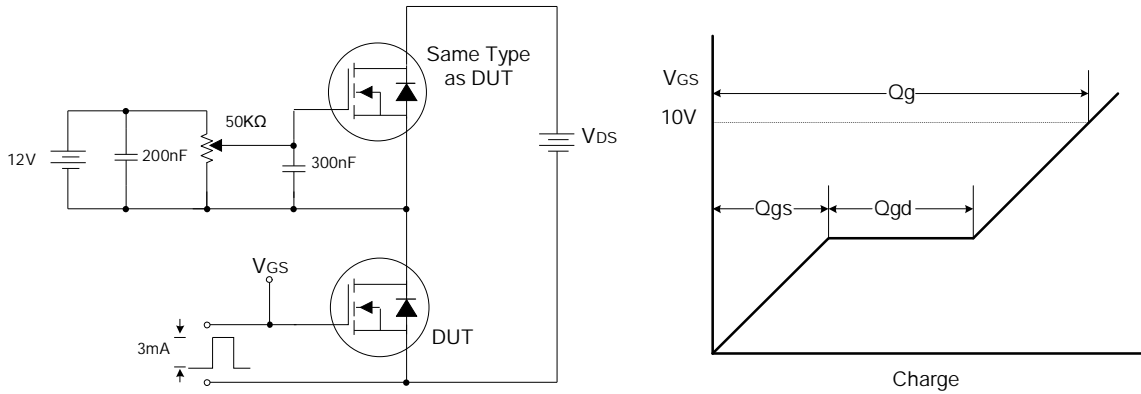 Same Type
as DUT
50KΩ
12V
200nF
300nF
VDS
VGS
DUT
3mA
VGS
10V
Qg
Qgs
Qgd
Charge